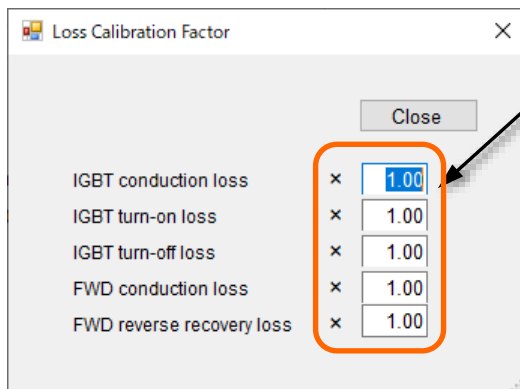 Loss Calibration Factor
Close
IGBT conduction loss × 1.00
IGBT turn-on loss × 1.00
IGBT turn-off loss × 1.00
FWD conduction loss × 1.00
FWD reverse recovery loss × 1.00